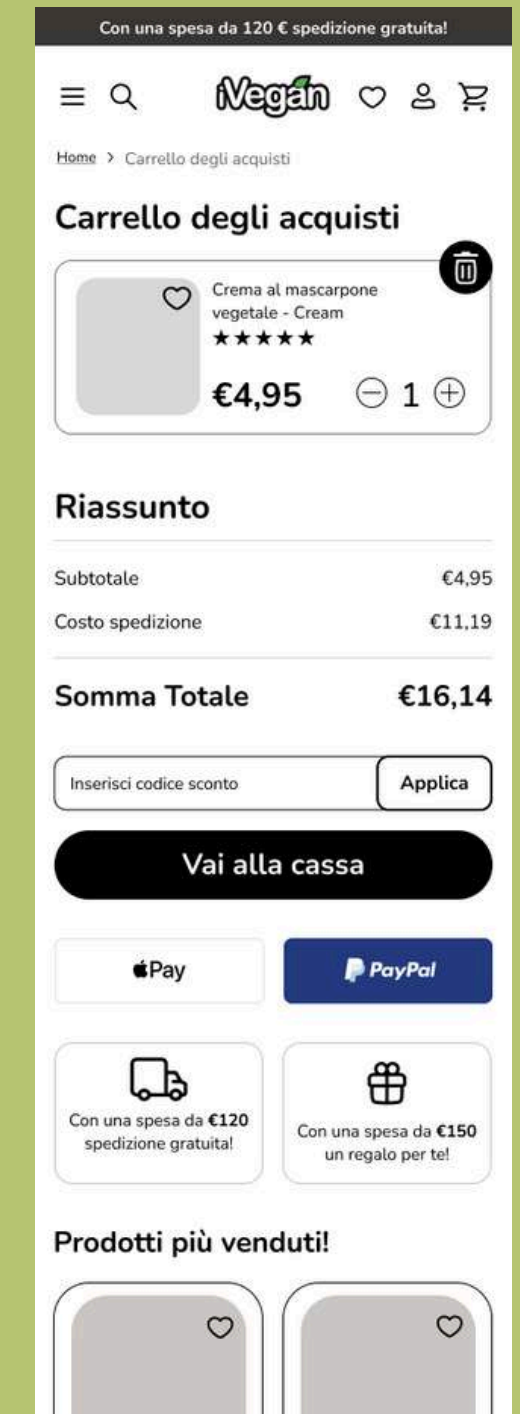 Con una spesa da 120 € spedizione gratuita!
iVegan
Home > Carrello degli acquisti
Carrello degli acquisti
Crema al mascarpone
vegetale - Cream
★★★★★
€4,95
1
Riassunto
Subtotale €4,95
Costo spedizione €11,19
Somma Totale €16,14
Inserisci codice sconto Applica
Vai alla cassa
Pay
PayPal
Con una spesa da €120
spedizione gratuita!
Con una spesa da €150
un regalo per te!
Prodotti più venduti!